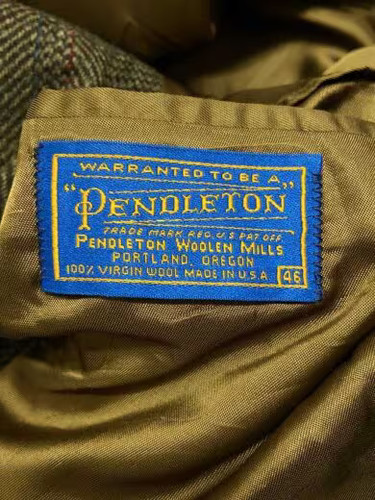 WARRANTED TO BE A
"PENDLETON"
TRADE MARK REG. U.S. PAT. OFF.
PENDLETON WOOLEN MILLS
PORTLAND, OREGON
100% VIRGIN WOOL MADE IN U.S.A. 46